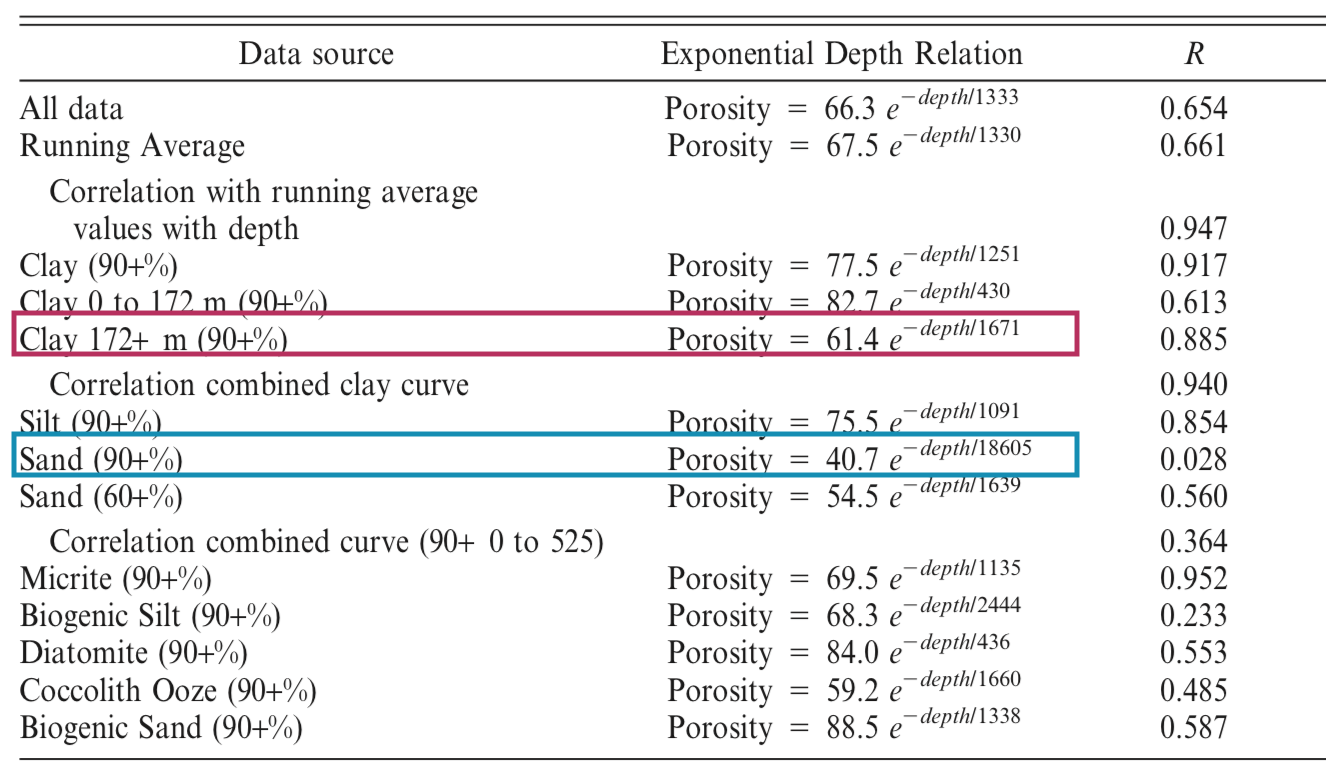 Data source Exponential Depth Relation R
All data Porosity = 66.3 e^−depth/1333 0.654
Running Average Porosity = 67.5 e^−depth/1330 0.661
Correlation with running average
values with depth 0.947
Clay (90+%) Porosity = 77.5 e^−depth/1251 0.917
Clay 0 to 172 m (90+%) Porosity = 82.7 e^−depth/430 0.613
Clay 172+ m (90+%) Porosity = 61.4 e^−depth/1671 0.885
Correlation combined clay curve 0.940
Silt (90+%) Porosity = 75.5 e^−depth/1091 0.854
Sand (90+%) Porosity = 40.7 e^−depth/18605 0.028
Sand (60+%) Porosity = 54.5 e^−depth/1639 0.560
Correlation combined curve (90+ 0 to 525) 0.364
Micrite (90+%) Porosity = 69.5 e^−depth/1135 0.952
Biogenic Silt (90+%) Porosity = 68.3 e^−depth/2444 0.233
Diatomite (90+%) Porosity = 84.0 e^−depth/436 0.553
Coccolith Ooze (90+%) Porosity = 59.2 e^−depth/1660 0.485
Biogenic Sand (90+%) Porosity = 88.5 e^−depth/1338 0.587